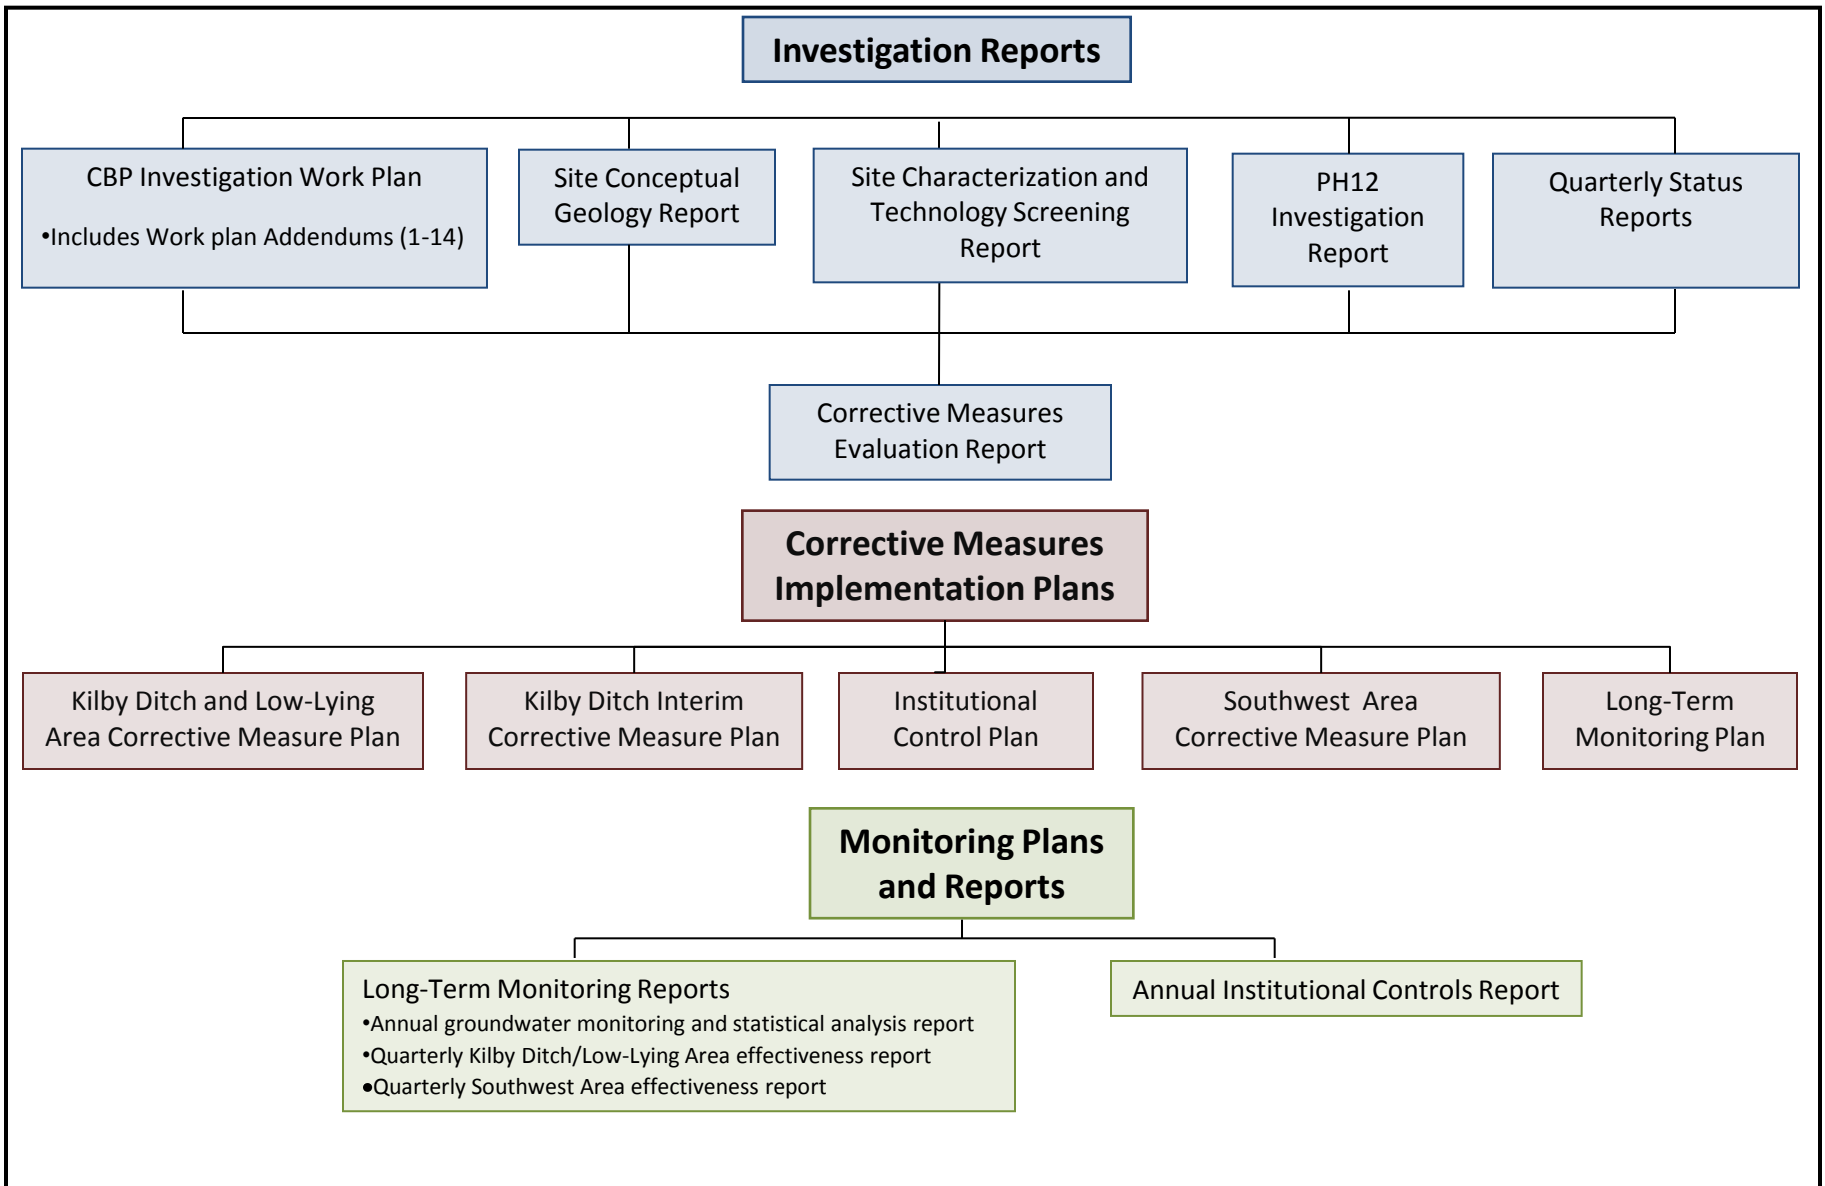 Investigation Reports
CBP Investigation Work Plan
•Includes Work plan Addendums (1-14)
Site Conceptual
Geology Report
Site Characterization and
Technology Screening
Report
PH12
Investigation
Report
Quarterly Status
Reports
Corrective Measures
Evaluation Report
Corrective Measures
Implementation Plans
Kilby Ditch and Low-Lying
Area Corrective Measure Plan
Kilby Ditch Interim
Corrective Measure Plan
Institutional
Control Plan
Southwest  Area
Corrective Measure Plan
Long-Term
Monitoring Plan
Monitoring Plans
and Reports
Long-Term Monitoring Reports
•Annual groundwater monitoring and statistical analysis report
•Quarterly Kilby Ditch/Low-Lying Area effectiveness report
•Quarterly Southwest Area effectiveness report
Annual Institutional Controls Report